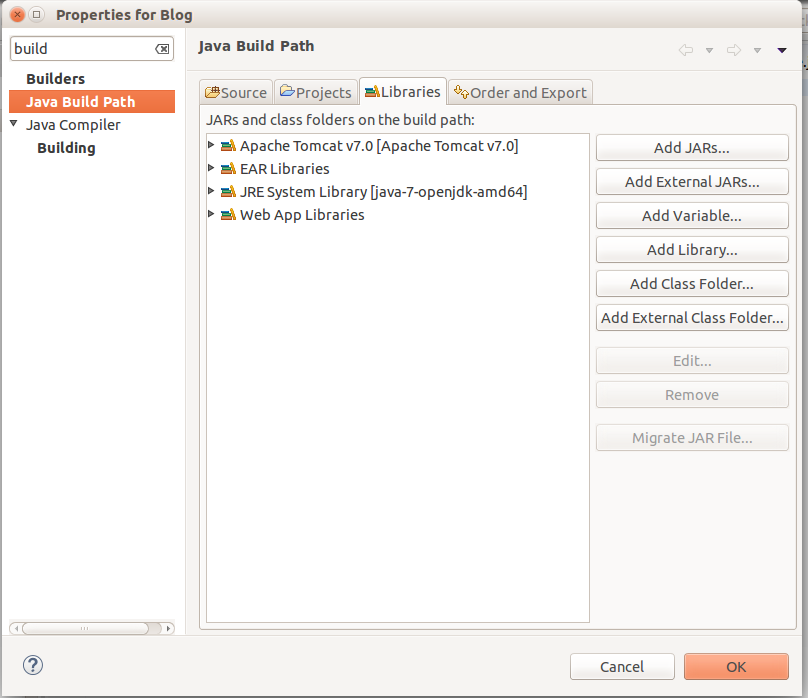 Properties for Blog
build
Builders
Java Build Path
Java Compiler
Building
Java Build Path
Source
Projects
Libraries
Order and Export
JARs and class folders on the build path:
Apache Tomcat v7.0 [Apache Tomcat v7.0]
EAR Libraries
JRE System Library [java-7-openjdk-amd64]
Web App Libraries
Add JARs...
Add External JARs...
Add Variable...
Add Library...
Add Class Folder...
Add External Class Folder...
Edit...
Remove
Migrate JAR File...
?
Cancel
OK